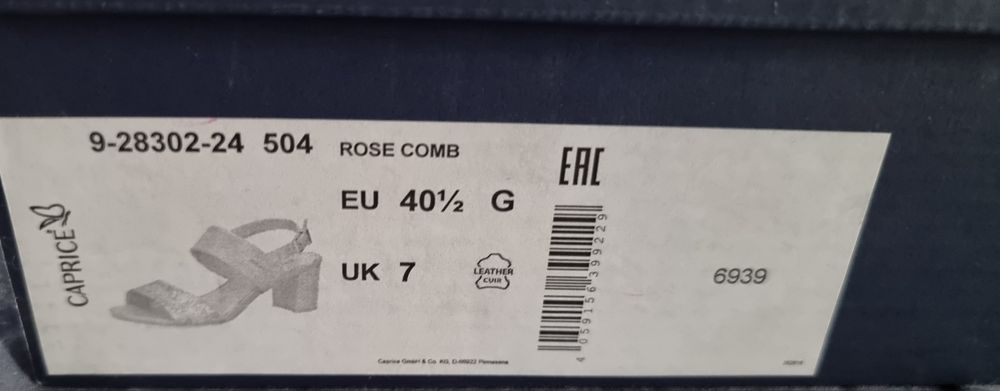 9-28302-24 504 ROSE COMB
EAC
EU 40½ G
CAPRICE
UK 7
LEATHER
CUIR
4 059156 399229
6939
Caprice GmbH & Co. KG, D-66922 Pirmasens